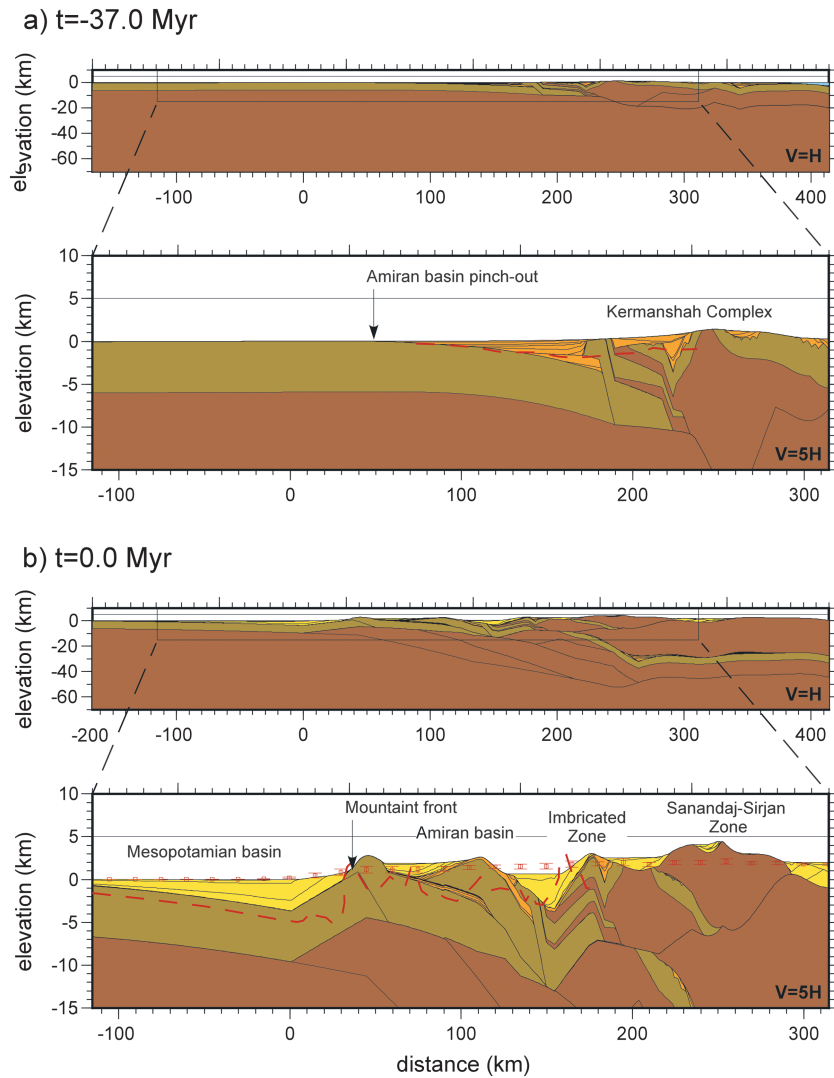 a) t=-37.0 Myr
elevation (km)
0
-20
-40
-60
V=H
-100 0 100 200 300 400
elevation (km)
10
5
0
-5
-10
-15
Amiran basin pinch-out
Kermanshah Complex
V=5H
-100 0 100 200 300
b) t=0.0 Myr
elevation (km)
0
-20
-40
-60
V=H
-200 -100 0 100 200 300 400
elevation (km)
10
5
0
-5
-10
-15
Mountaint front
Mesopotamian basin
Amiran basin
Imbricated
Zone
Sanandaj-Sirjan
Zone
V=5H
-100 0 100 200 300
distance (km)